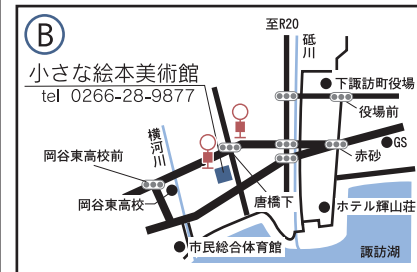 B
至R20
砥川
小さな絵本美術館
tel 0266-28-9877
下諏訪町役場
役場前
横河川
GS
岡谷東高校前
赤砂
岡谷東高校
唐橋下
ホテル輝山荘
市民総合体育館
諏訪湖